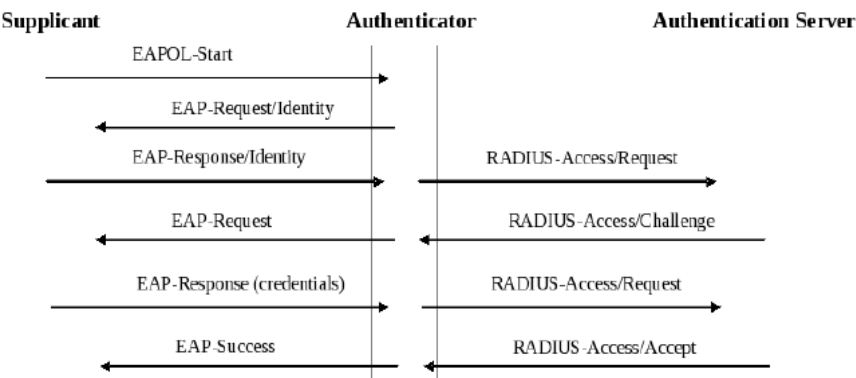 Supplicant Authenticator Authentication Server
EAPOL-Start
EAP-Request/Identity
EAP-Response/Identity RADIUS-Access/Request
EAP-Request RADIUS-Access/Challenge
EAP-Response (credentials) RADIUS-Access/Request
EAP-Success RADIUS-Access/Accept